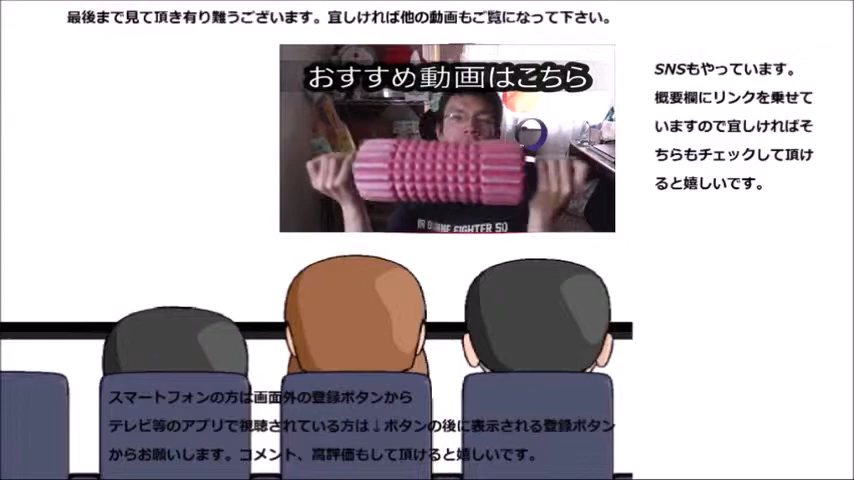 最後まで見て頂き有り難うございます。宜しければ他の動画もご覧になって下さい。
おすすめ動画はこちら
SNSもやっています。
概要欄にリンクを乗せて
いますので宜しければそ
ちらもチェックして頂け
ると嬉しいです。
FIGHTER SO
スマートフォンの方は画面外の登録ボタンから
テレビ等のアプリで視聴されている方は↓ボタンの後に表示される登録ボタン
からお願いします。コメント、高評価もして頂けると嬉しいです。